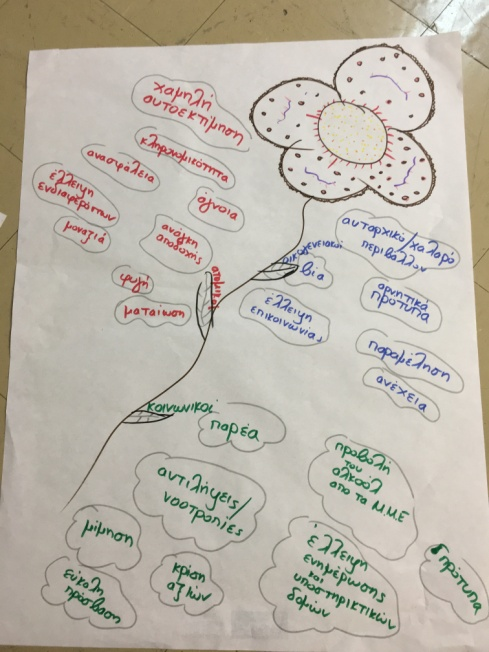 χαμηλή
αυτοεκτίμηση
κληρονομικότητα
ανασφάλεια
άγνοια
έλλειψη
ενδιαφερόντων
μοναξιά
ανάγκη
αποδοχής
φυγή
ματαίωση
ατομικοί
οικογενειακοί
βία
αυταρχικό/χαλαρό
περιβάλλον
αρνητικά
πρότυπα
έλλειψη
επικοινωνίας
παραμέληση
ανέχεια
κοινωνικοί
παρέα
αντιλήψεις/
νοοτροπίες
προβολή
του
αλκοόλ
από τα Μ.Μ.Ε
μίμηση
εύκολη
πρόσβαση
κρίση
αξιών
έλλειψη
ενημέρωσης
και
υποστηρικτικών
δομών
πρότυπα